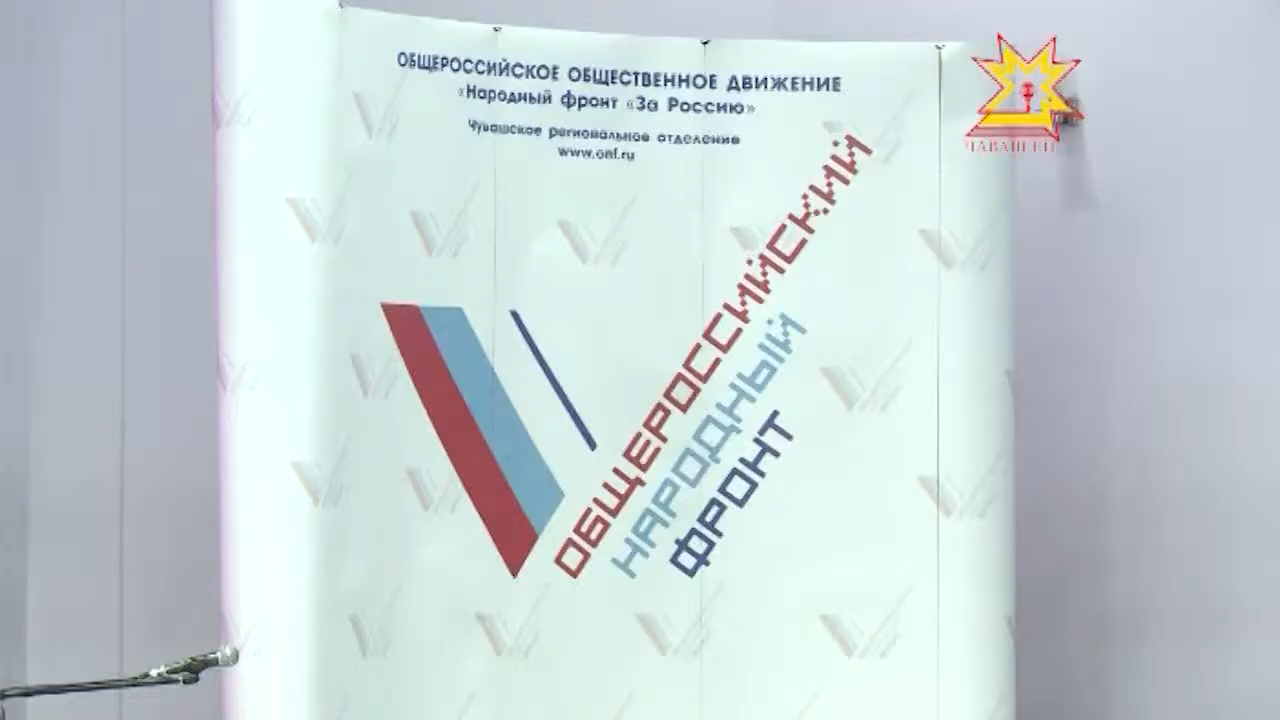 ОБЩЕРОССИЙСКОЕ ОБЩЕСТВЕННОЕ ДВИЖЕНИЕ
«Народный фронт «За Россию»
Чувашское региональное отделение
www.onf.ru
ОБЩЕРОССИЙСКИЙ
НАРОДНЫЙ
ФРОНТ